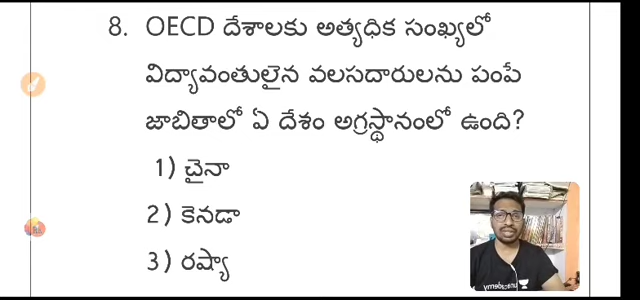 8. OECD దేశాలకు అత్యధిక సంఖ్యలో
విద్యావంతులైన వలసదారులను పంపే
జాబితాలో ఏ దేశం అగ్రస్థానంలో ఉంది?
1) చైనా
2) కెనడా
3) రష్యా